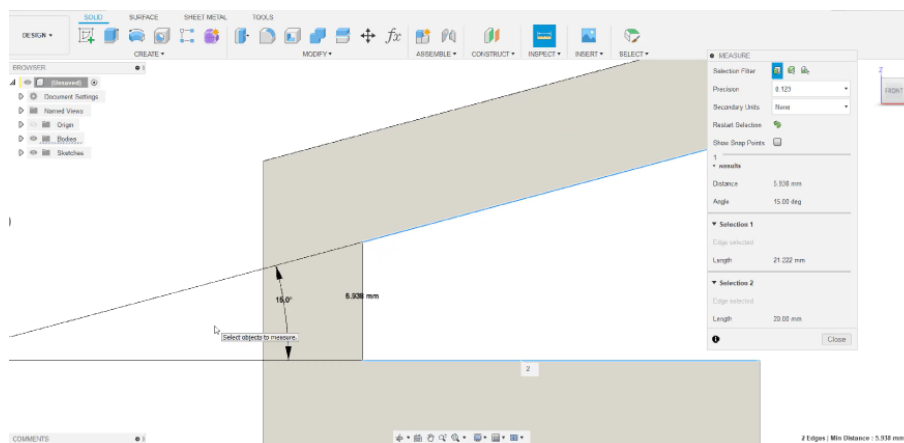 SOLID SURFACE SHEET METAL TOOLS
DESIGN
CREATE MODIFY ASSEMBLE CONSTRUCT INSPECT INSERT SELECT
BROWSER
(Unsaved)
Document Settings
Named Views
Origin
Bodies
Sketches
15.0°
5.938 mm
Select objects to measure.
2
MEASURE
Selection Filter
Precision 0.123
Secondary Units None
Restart Selection
Show Snap Points
1
Results
Distance 5.938 mm
Angle 15.00 deg
Selection 1
Edge selected
Length 21.222 mm
Selection 2
Edge selected
Length 20.00 mm
Close
Z
FRONT
COMMENTS
2 Edges | Min Distance : 5.938 mm